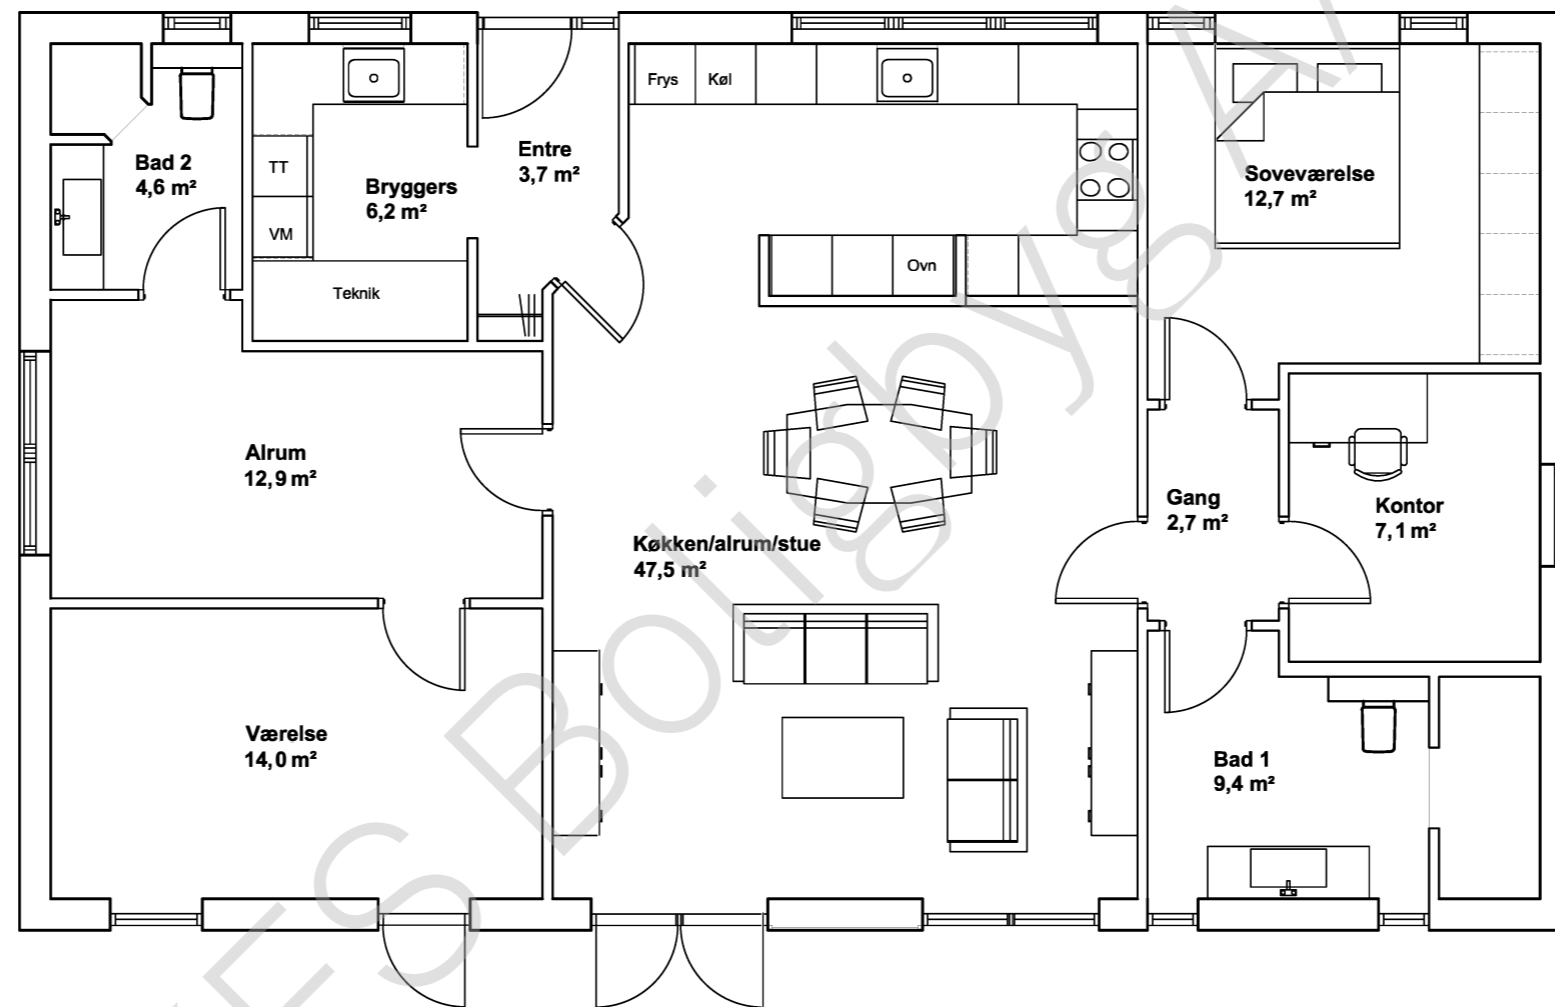 Frys
Køl
Entre
3,7 m²
Bad 2
4,6 m²
TT
Bryggers
6,2 m²
Soveværelse
12,7 m²
VM
Ovn
Teknik
Alrum
12,9 m²
Gang
2,7 m²
Kontor
7,1 m²
Køkken/alrum/stue
47,5 m²
Værelse
14,0 m²
Bad 1
9,4 m²
FS Boligbyg A/